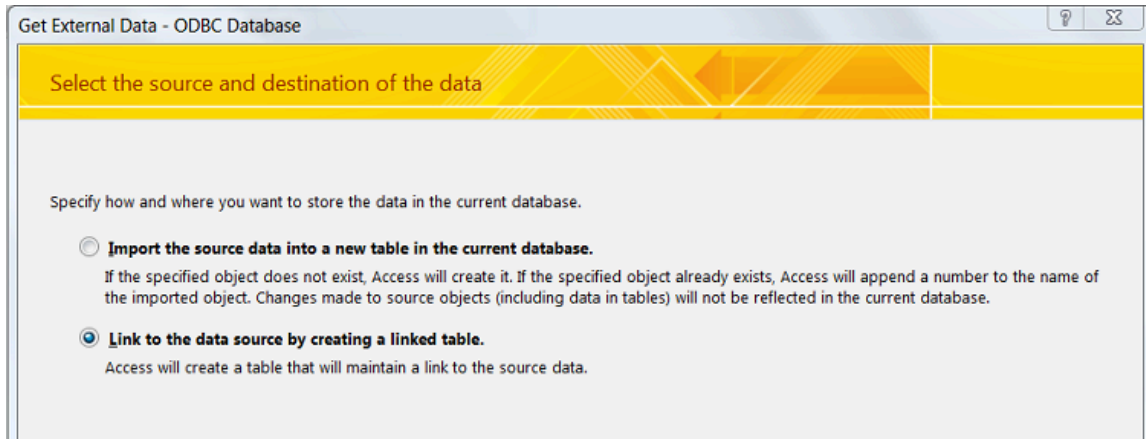 Get External Data - ODBC Database
Select the source and destination of the data
Specify how and where you want to store the data in the current database.
Import the source data into a new table in the current database.
If the specified object does not exist, Access will create it. If the specified object already exists, Access will append a number to the name of
the imported object. Changes made to source objects (including data in tables) will not be reflected in the current database.
Link to the data source by creating a linked table.
Access will create a table that will maintain a link to the source data.